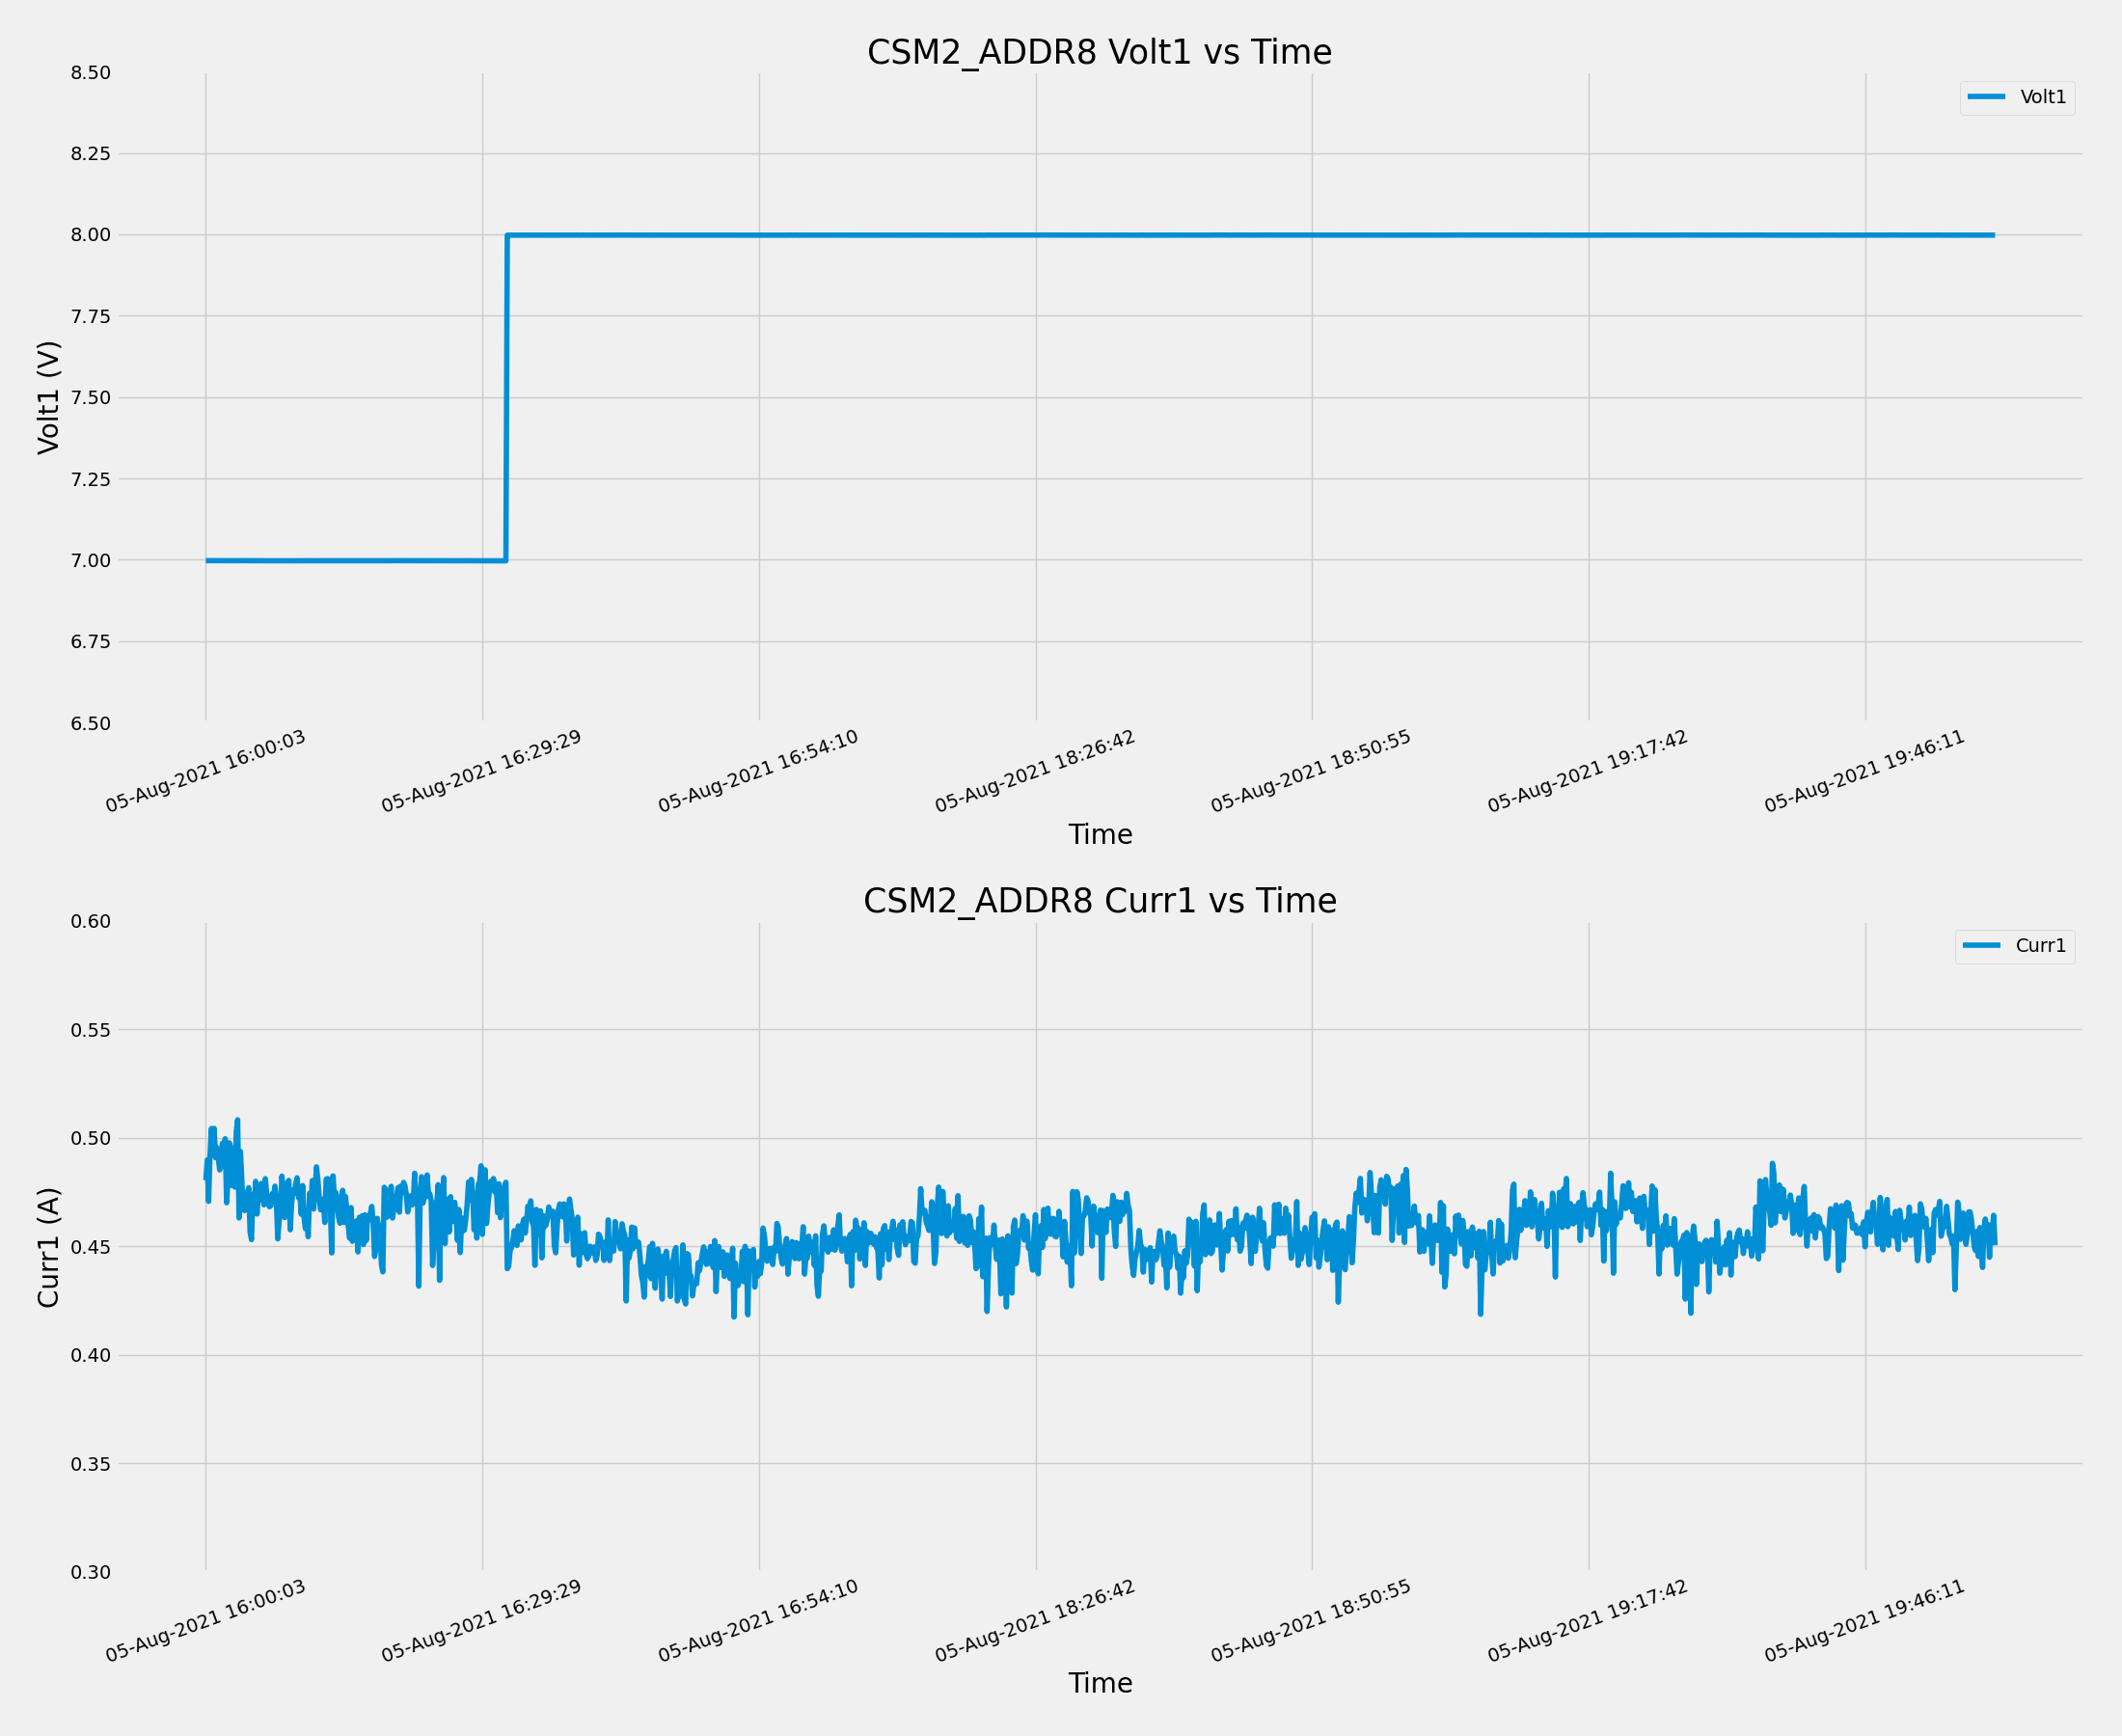 CSM2_ADDR8 Volt1 vs Time
Volt1
8.50
8.25
8.00
7.75
7.50
7.25
7.00
6.75
6.50
Volt1 (V)
05-Aug-2021 16:00:03
05-Aug-2021 16:29:29
05-Aug-2021 16:54:10
05-Aug-2021 18:26:42
05-Aug-2021 18:50:55
05-Aug-2021 19:17:42
05-Aug-2021 19:46:11
Time
CSM2_ADDR8 Curr1 vs Time
Curr1
0.60
0.55
0.50
0.45
0.40
0.35
0.30
Curr1 (A)
05-Aug-2021 16:00:03
05-Aug-2021 16:29:29
05-Aug-2021 16:54:10
05-Aug-2021 18:26:42
05-Aug-2021 18:50:55
05-Aug-2021 19:17:42
05-Aug-2021 19:46:11
Time